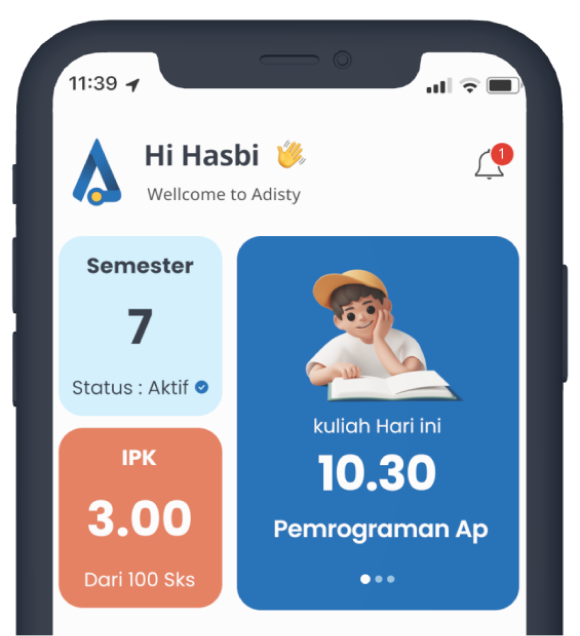 11:39
Hi Hasbi 👋
1
Wellcome to Adisty
Semester
7
Status : Aktif
IPK
3.00
Dari 100 Sks
kuliah Hari ini
10.30
Pemrograman Ap